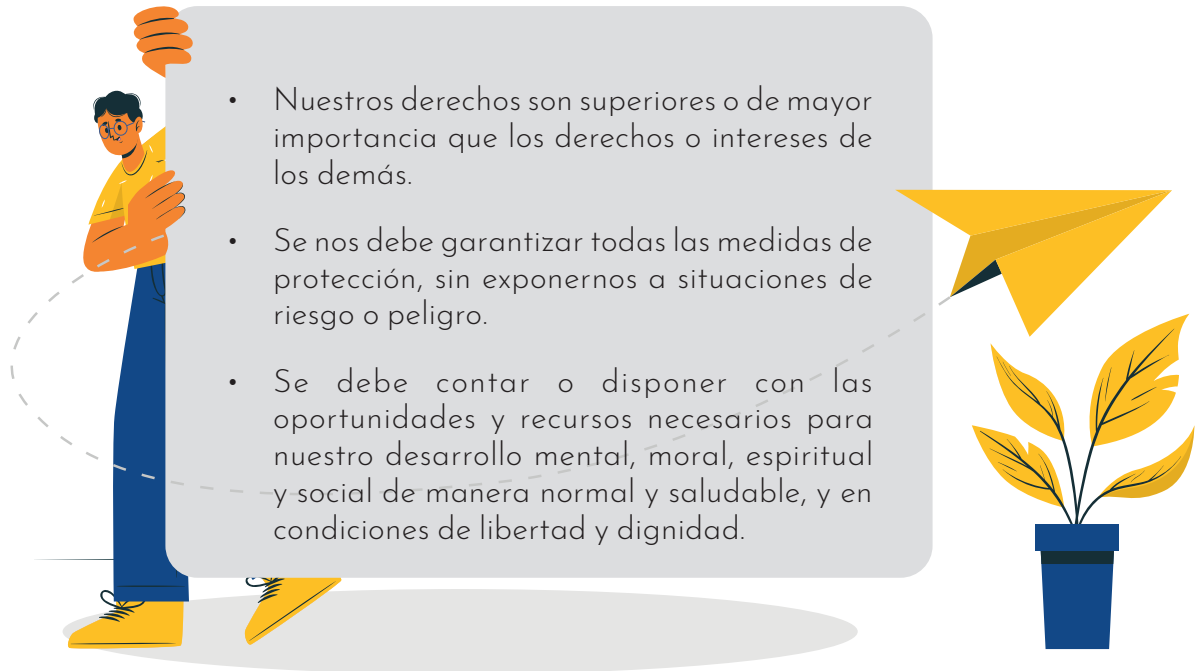 • Nuestros derechos son superiores o de mayor
importancia que los derechos o intereses de
los demás.
• Se nos debe garantizar todas las medidas de
protección, sin exponernos a situaciones de
riesgo o peligro.
• Se debe contar o disponer con las
oportunidades y recursos necesarios para
nuestro desarrollo mental, moral, espiritual
y social de manera normal y saludable, y en
condiciones de libertad y dignidad.